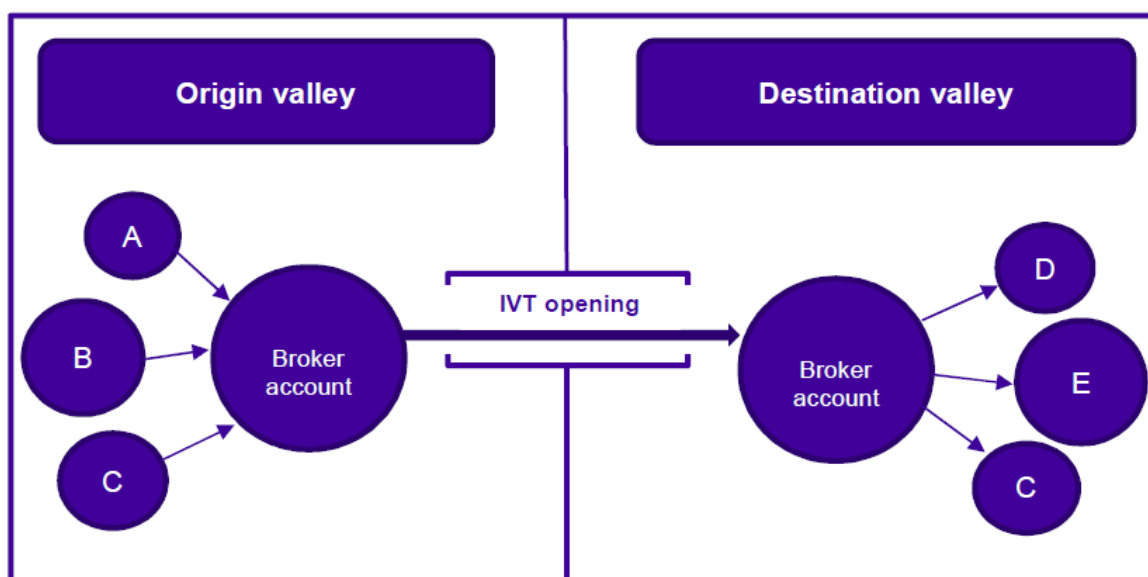 Origin valley
Destination valley
A
B
C
Broker
account
IVT opening
Broker
account
D
E
C